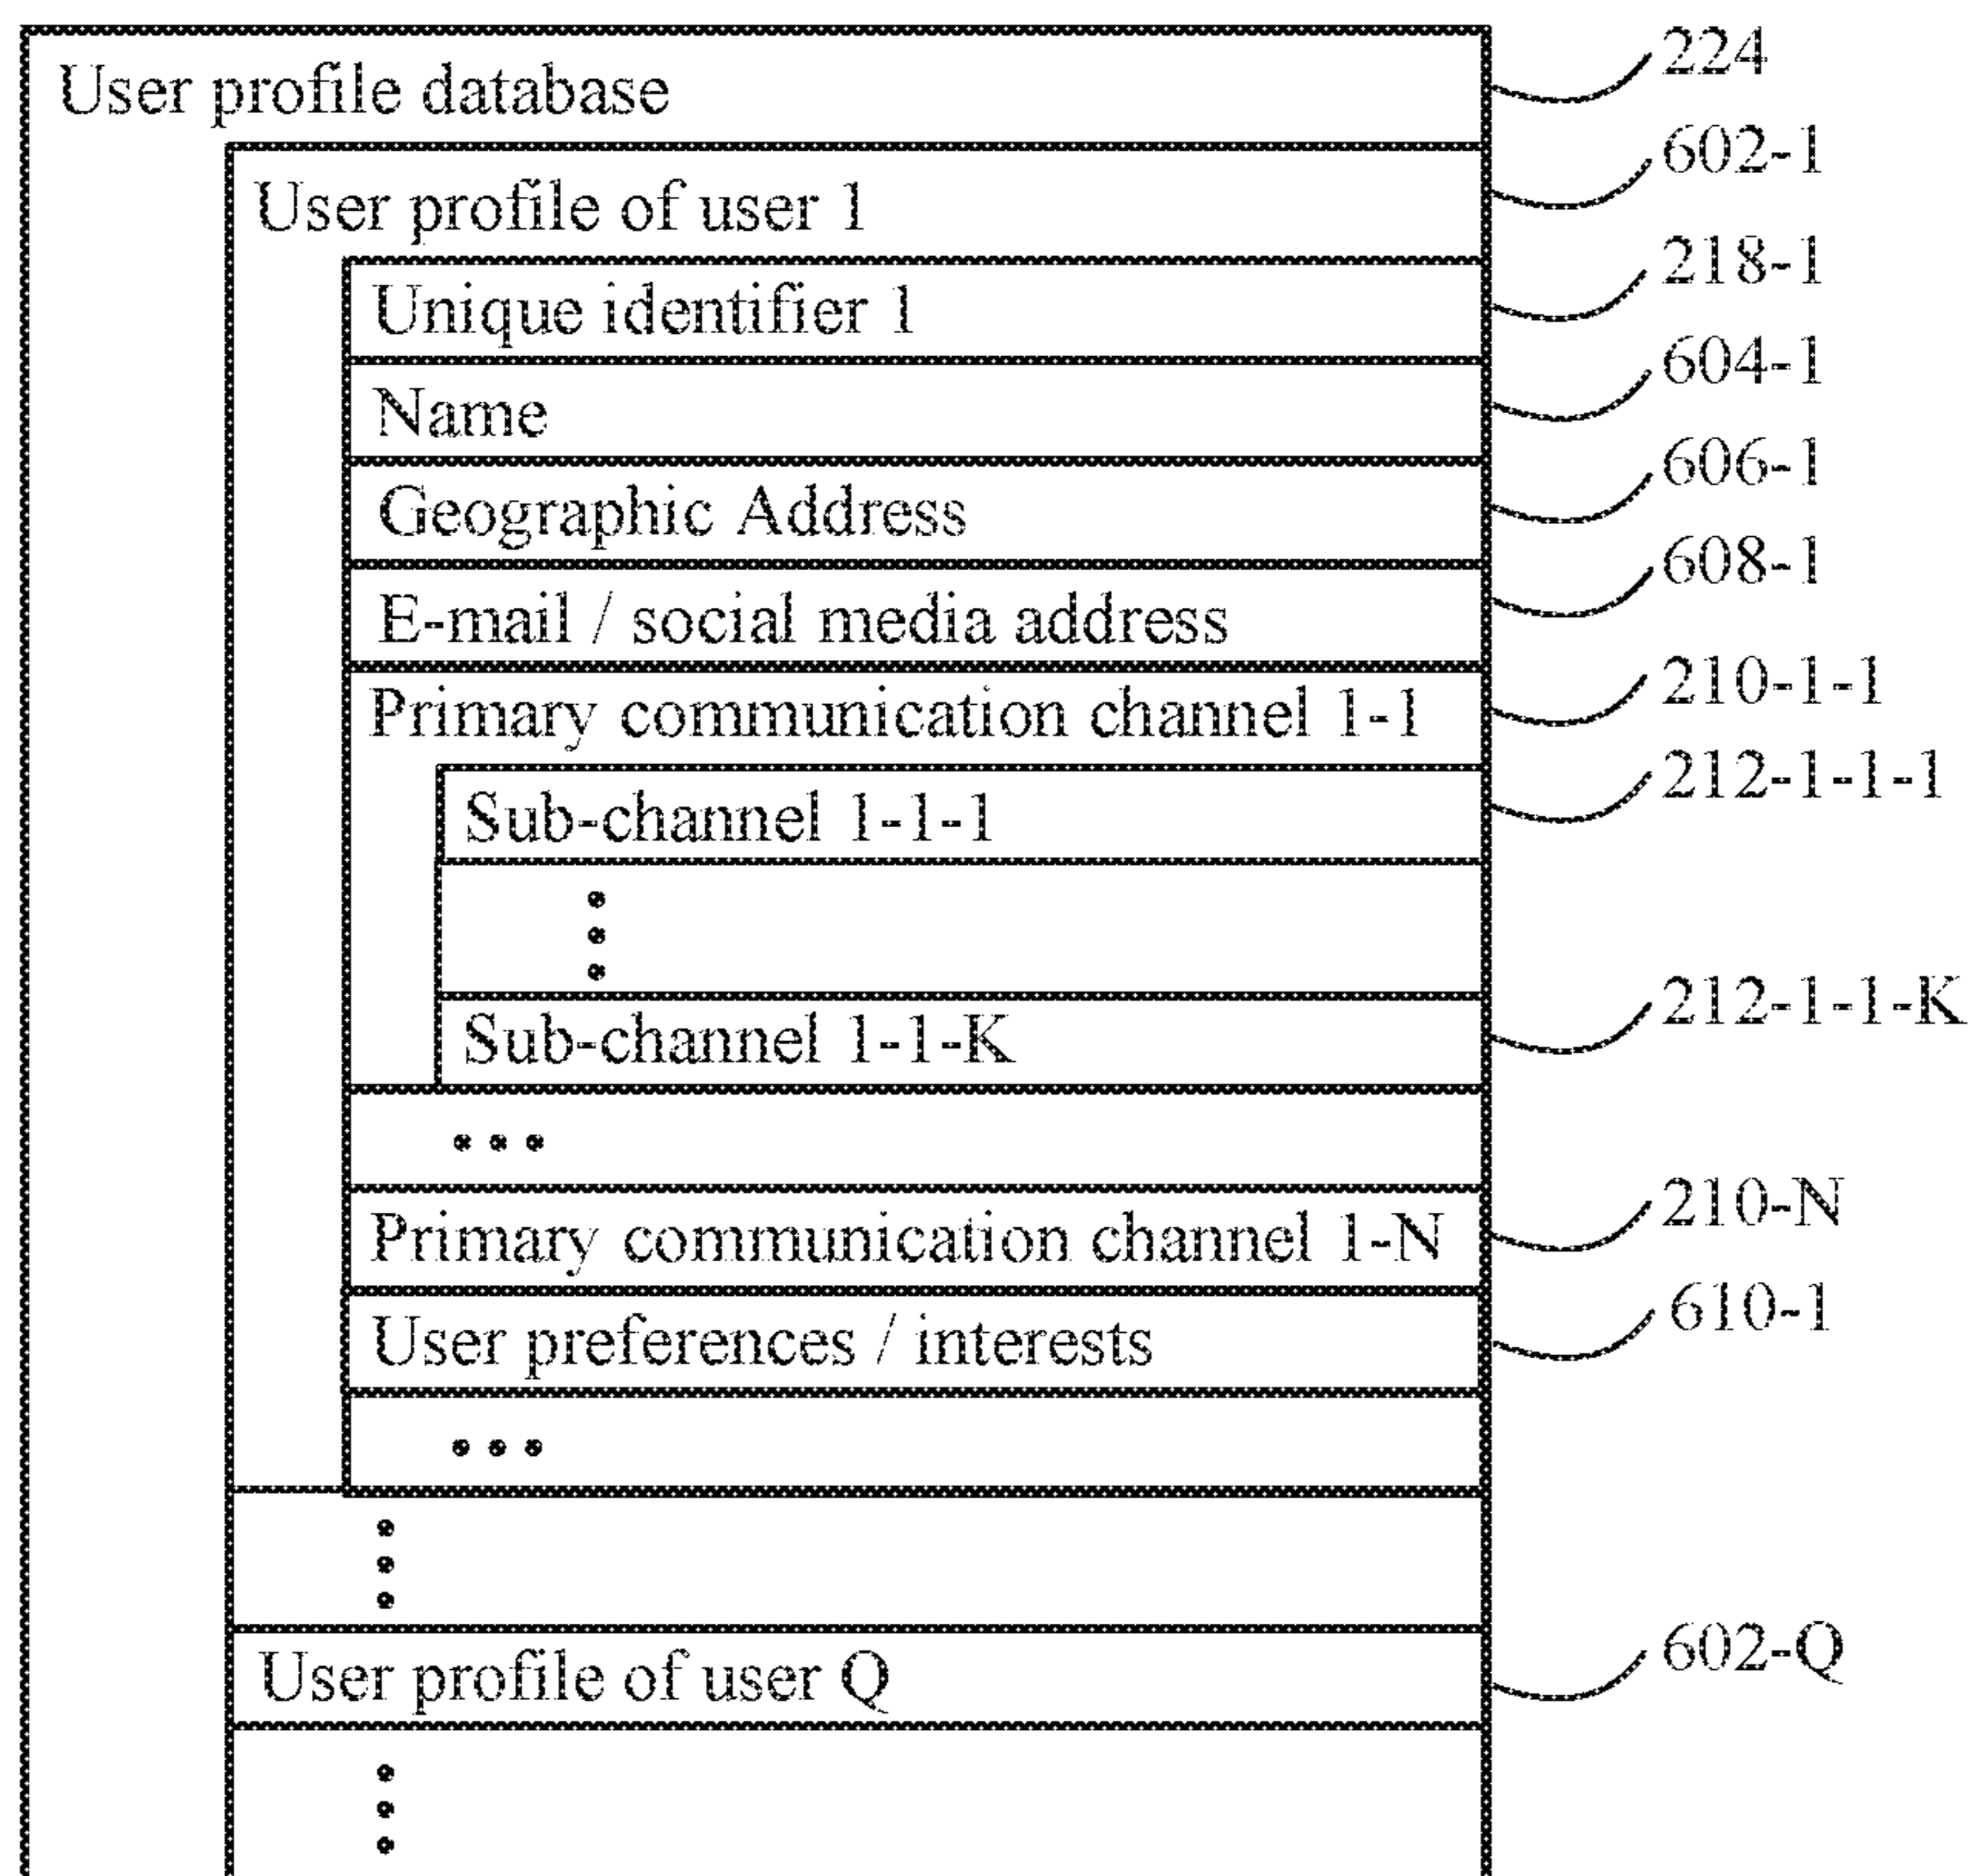 User profile database 224
User profile of user 1 602-1
Unique identifier 1 218-1
Name 604-1
Geographic Address 606-1
E-mail / social media address 608-1
Primary communication channel 1-1 210-1-1
Sub-channel 1-1-1 212-1-1-1
Sub-channel 1-1-K 212-1-1-K
Primary communication channel 1-N 210-N
User preferences / interests 610-1
User profile of user Q 602-Q